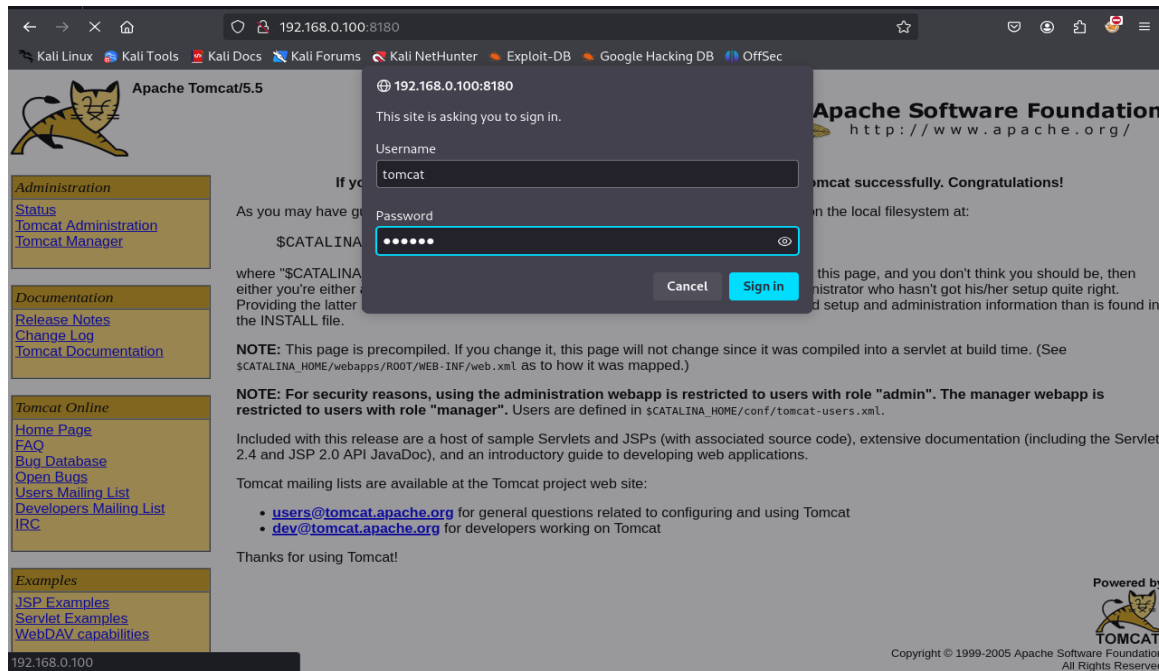 192.168.0.100:8180
Kali Linux Kali Tools Kali Docs Kali Forums Kali NetHunter Exploit-DB Google Hacking DB OffSec
Apache Tomcat/5.5
192.168.0.100:8180
This site is asking you to sign in.
Username
tomcat
Password
••••••
Cancel Sign in
Apache Software Foundation
http://www.apache.org/
Administration
Status
Tomcat Administration
Tomcat Manager
Documentation
Release Notes
Change Log
Tomcat Documentation
Tomcat Online
Home Page
FAQ
Bug Database
Open Bugs
Users Mailing List
Developers Mailing List
IRC
Examples
JSP Examples
Servlet Examples
WebDAV capabilities
If successfully. Congratulations!
As you may have on the local filesystem at:
$CATALINA
where "$CATALINA this page, and you don't think you should be, then
either you're either who hasn't got his/her setup quite right.
Providing the latter setup and administration information than is found in
the INSTALL file.
NOTE: This page is precompiled. If you change it, this page will not change since it was compiled into a servlet at build time. (See
$CATALINA_HOME/webapps/ROOT/WEB-INF/web.xml as to how it was mapped.)
NOTE: For security reasons, using the administration webapp is restricted to users with role "admin". The manager webapp is
restricted to users with role "manager". Users are defined in $CATALINA_HOME/conf/tomcat-users.xml.
Included with this release are a host of sample Servlets and JSPs (with associated source code), extensive documentation (including the Servlet
2.4 and JSP 2.0 API JavaDoc), and an introductory guide to developing web applications.
Tomcat mailing lists are available at the Tomcat project web site:
• users@tomcat.apache.org for general questions related to configuring and using Tomcat
• dev@tomcat.apache.org for developers working on Tomcat
Thanks for using Tomcat!
Powered by
TOMCAT
Copyright © 1999-2005 Apache Software Foundation
All Rights Reserved
192.168.0.100